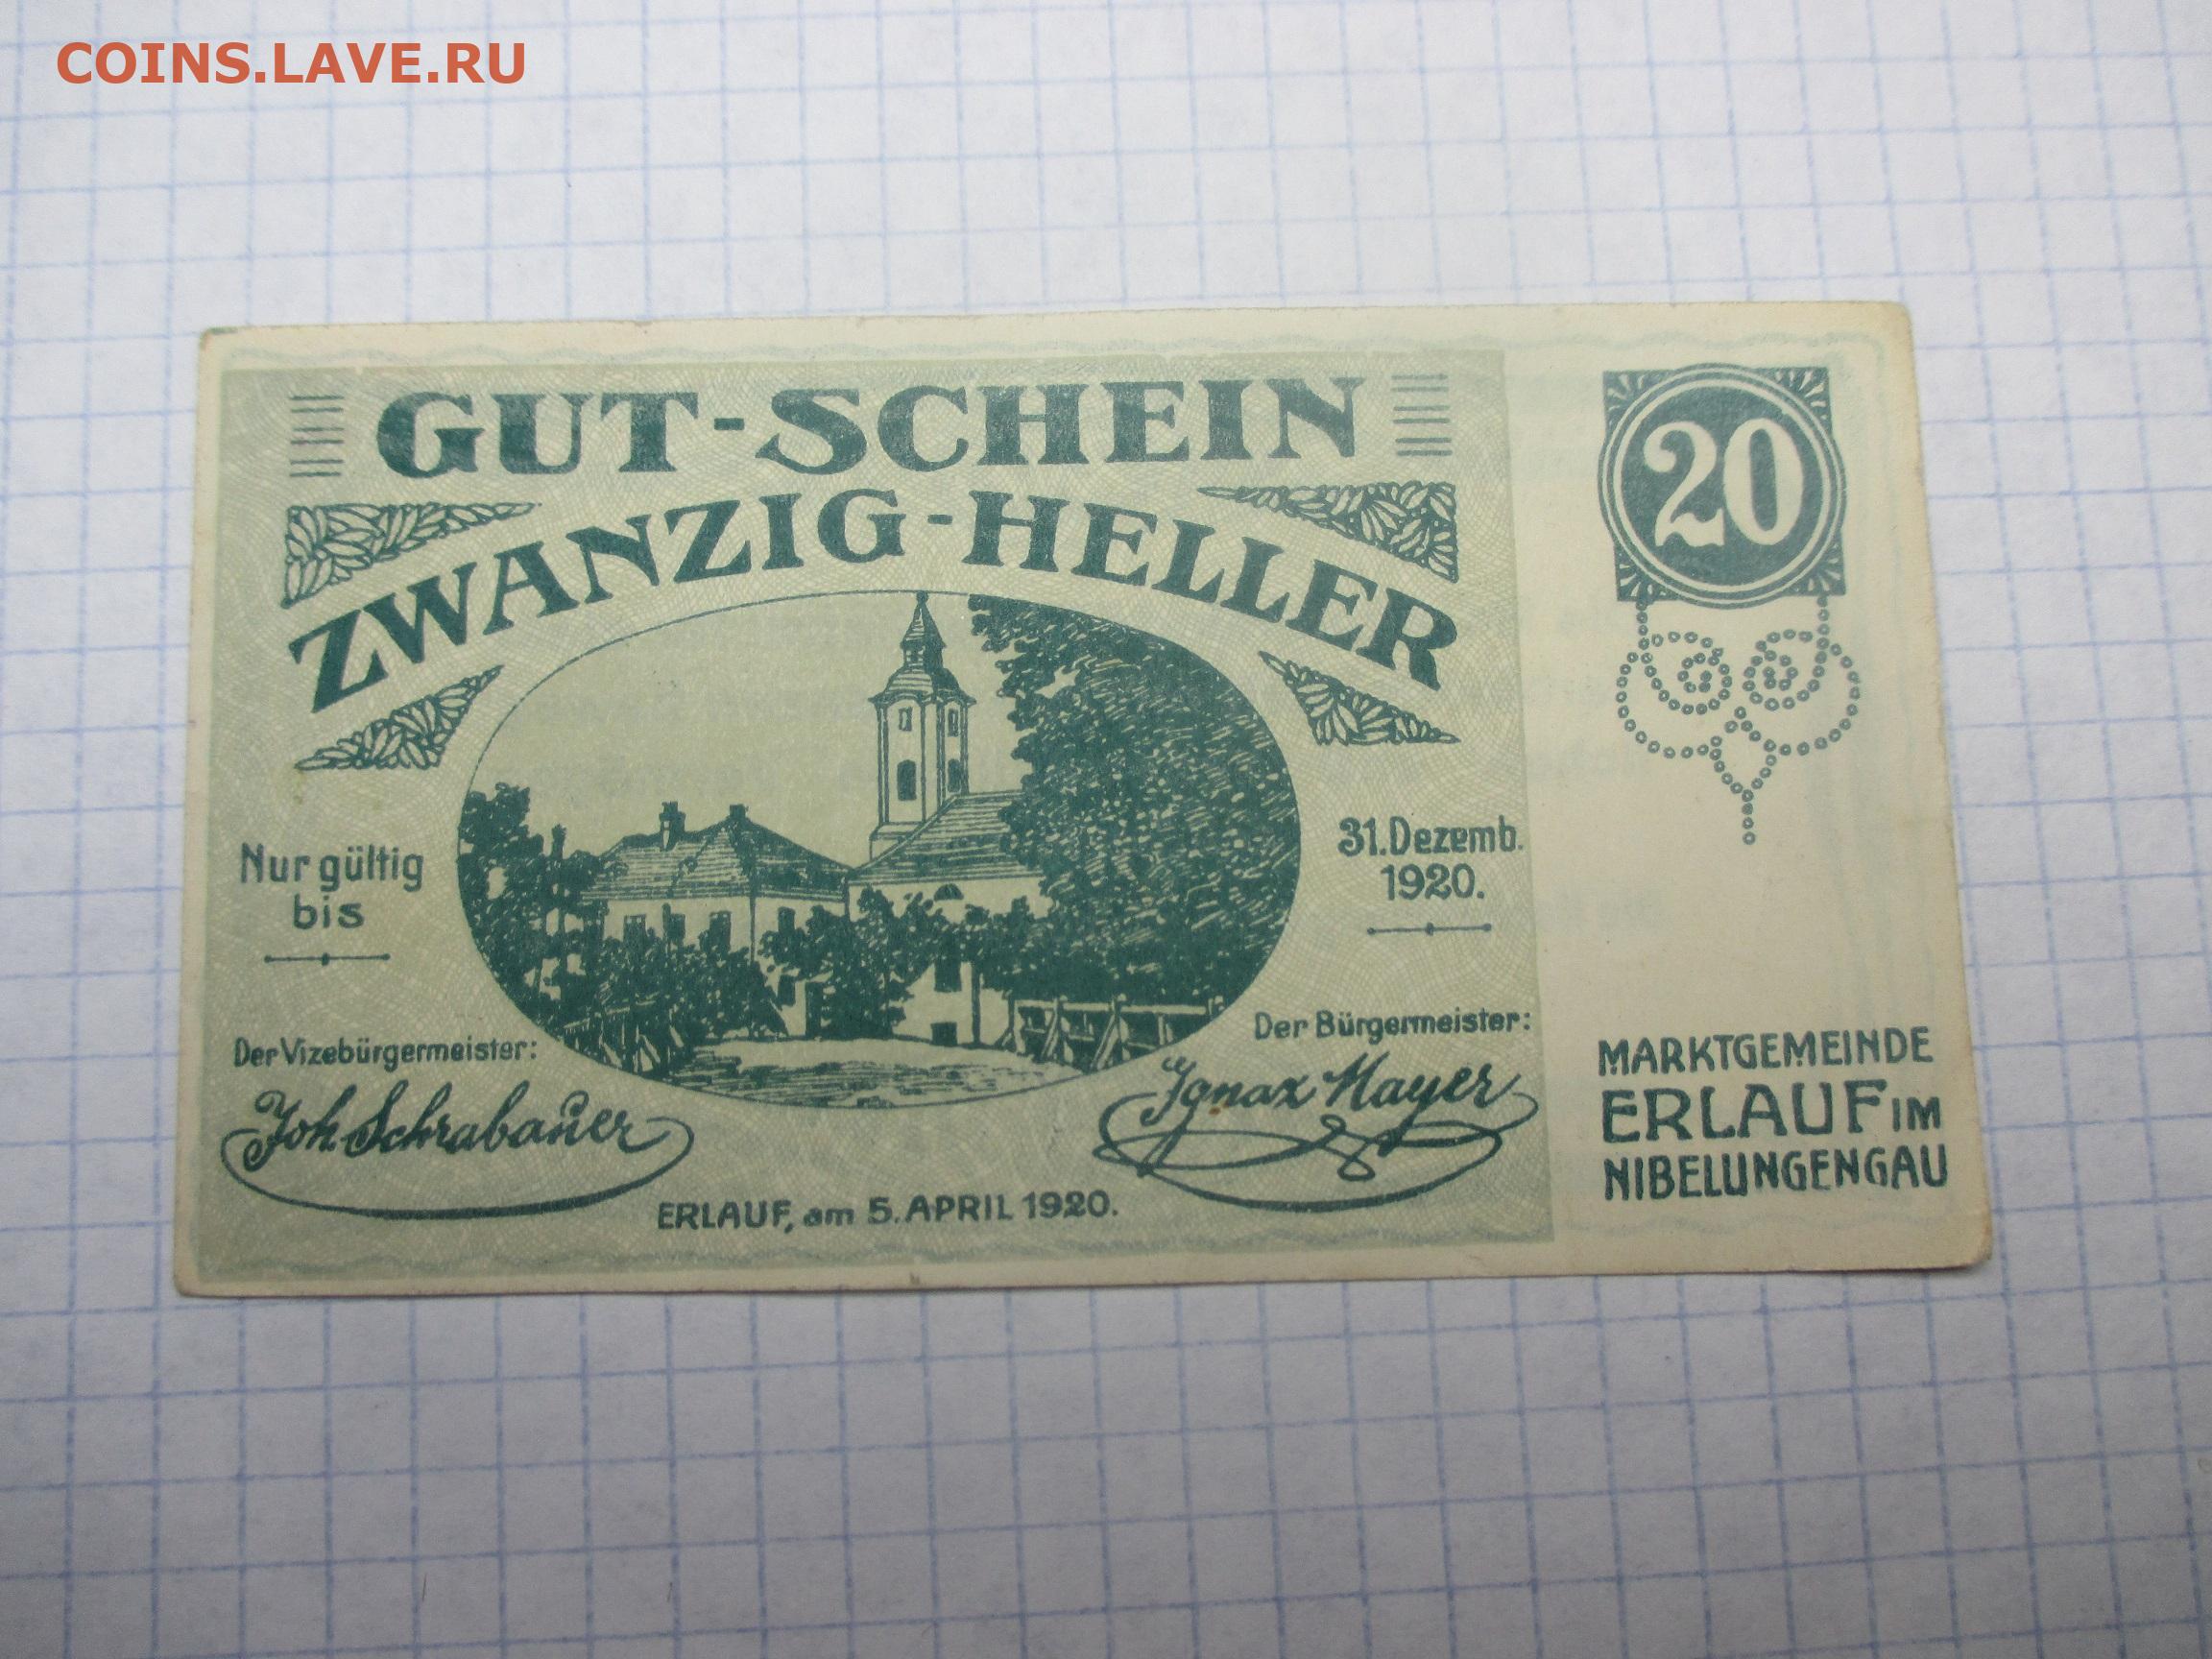 COINS.LAVE.RU
GUT-SCHEIN
ZWANZIG-HELLER
20
Nur gültig
bis
31. Dezemb.
1920.
Der Vizebürgermeister:
Joh. Schrabauer
Der Bürgermeister:
Ignaz Mayer
ERLAUF, am 5. APRIL 1920.
MARKTGEMEINDE
ERLAUF IM
NIBELUNGENGAU